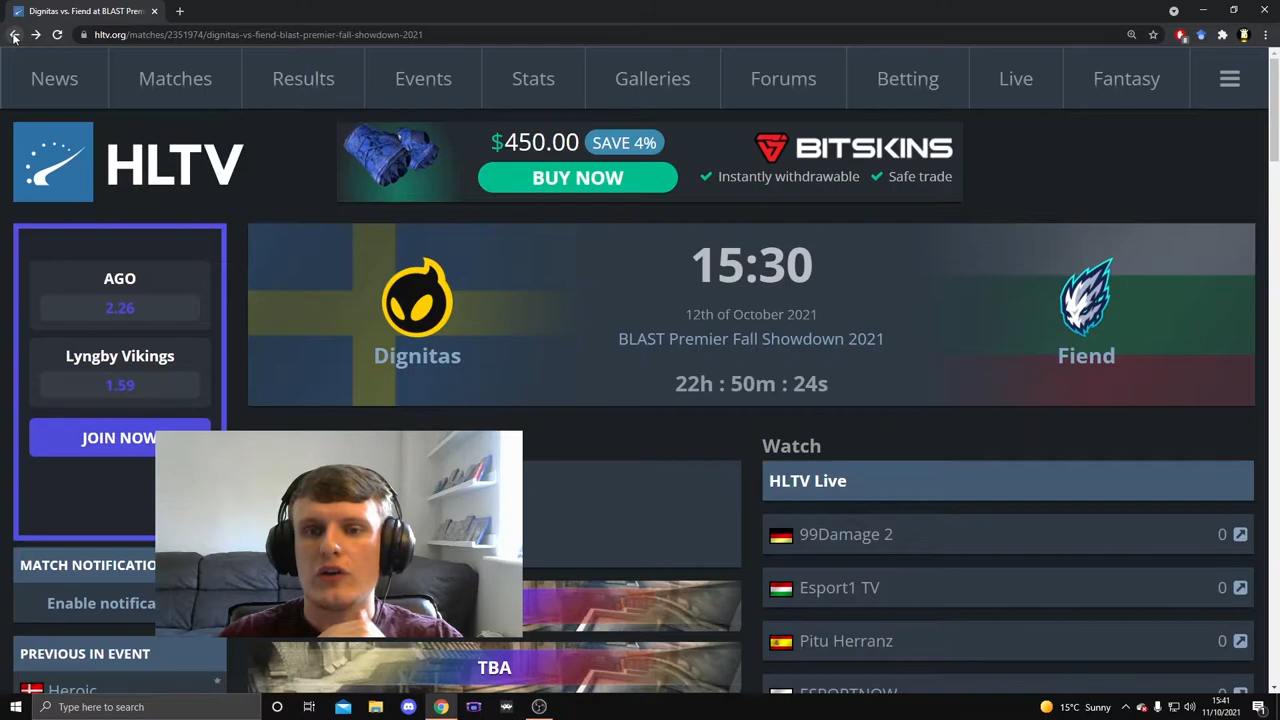 Dignitas vs. Fiend at BLAST Prem
hltv.org/matches/2351974/dignitas-vs-fiend-blast-premier-fall-showdown-2021
News Matches Results Events Stats Galleries Forums Betting Live Fantasy
HLTV
$450.00 SAVE 4%
BUY NOW
BITSKINS
Instantly withdrawable Safe trade
AGO
2.26
Lyngby Vikings
1.59
JOIN NOW
Dignitas
15:30
12th of October 2021
BLAST Premier Fall Showdown 2021
22h : 50m : 24s
Fiend
MATCH NOTIFICATIO
Enable notifica
PREVIOUS IN EVENT
Heroic
TBA
Watch
HLTV Live
99Damage 2 0
Esport1 TV 0
Pitu Herranz 0
ESPORTNOW
Type here to search
15°C Sunny
15:41
11/10/2021